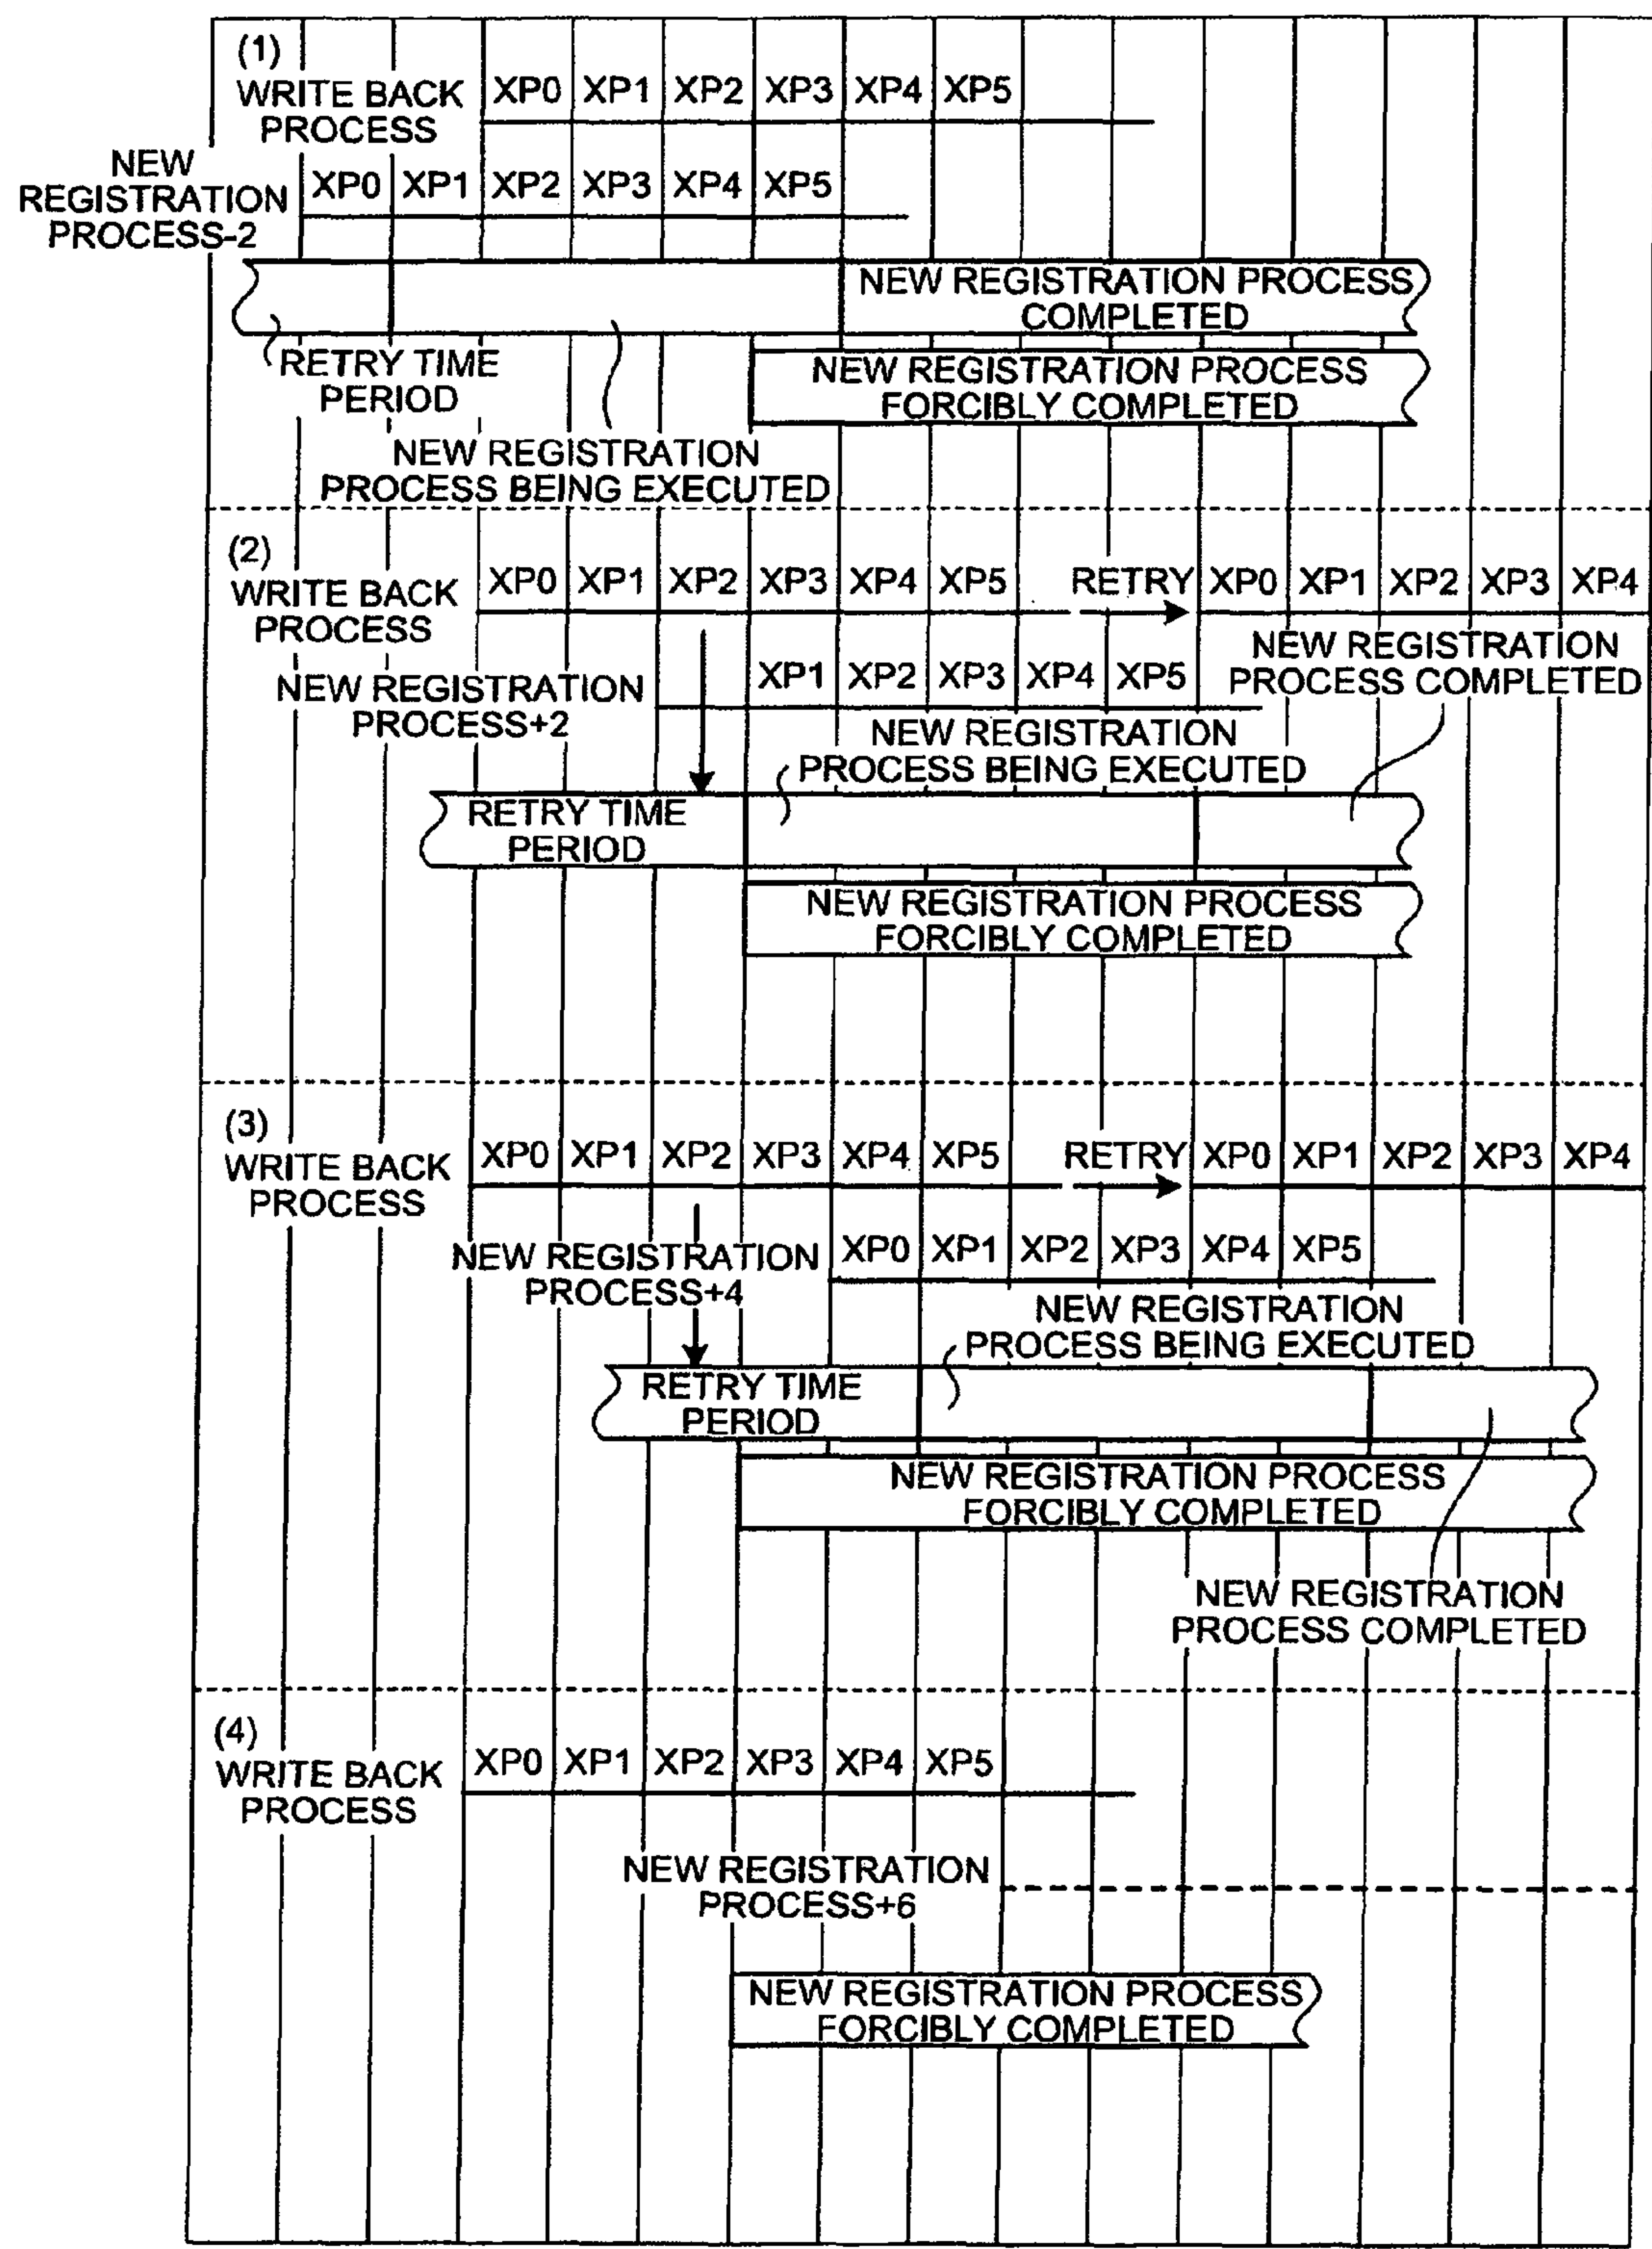 (1)
WRITE BACK PROCESS
XP0 XP1 XP2 XP3 XP4 XP5
NEW REGISTRATION PROCESS-2
XP0 XP1 XP2 XP3 XP4 XP5
NEW REGISTRATION PROCESS
COMPLETED
RETRY TIME
PERIOD
NEW REGISTRATION PROCESS
FORCIBLY COMPLETED
NEW REGISTRATION
PROCESS BEING EXECUTED
(2)
WRITE BACK
PROCESS
XP0 XP1 XP2 XP3 XP4 XP5 RETRY XP0 XP1 XP2 XP3 XP4
NEW REGISTRATION
PROCESS COMPLETED
NEW REGISTRATION
PROCESS+2
XP1 XP2 XP3 XP4 XP5
NEW REGISTRATION
PROCESS BEING EXECUTED
RETRY TIME
PERIOD
NEW REGISTRATION PROCESS
FORCIBLY COMPLETED
(3)
WRITE BACK
PROCESS
XP0 XP1 XP2 XP3 XP4 XP5 RETRY XP0 XP1 XP2 XP3 XP4
NEW REGISTRATION
PROCESS+4
XP0 XP1 XP2 XP3 XP4 XP5
NEW REGISTRATION
PROCESS BEING EXECUTED
RETRY TIME
PERIOD
NEW REGISTRATION PROCESS
FORCIBLY COMPLETED
NEW REGISTRATION
PROCESS COMPLETED
(4)
WRITE BACK
PROCESS
XP0 XP1 XP2 XP3 XP4 XP5
NEW REGISTRATION
PROCESS+6
NEW REGISTRATION PROCESS
FORCIBLY COMPLETED